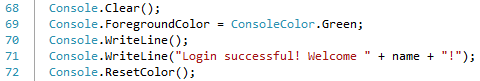 68 Console.Clear();
69 Console.ForegroundColor = ConsoleColor.Green;
70 Console.WriteLine();
71 Console.WriteLine("Login successful! Welcome " + name + "!");
72 Console.ResetColor();